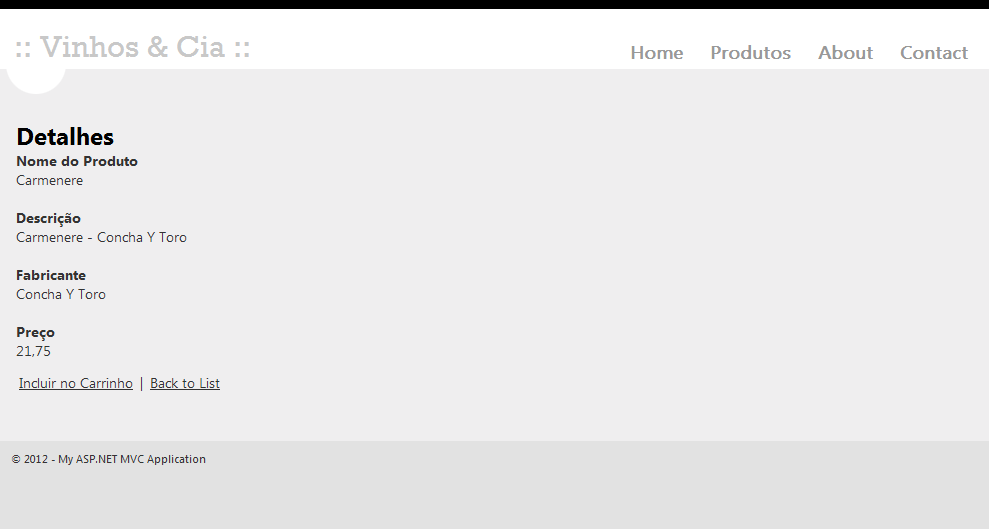 :: Vinhos & Cia ::
Home Produtos About Contact
Detalhes
Nome do Produto
Carmenere
Descrição
Carmenere - Concha Y Toro
Fabricante
Concha Y Toro
Preço
21,75
Incluir no Carrinho | Back to List
© 2012 - My ASP.NET MVC Application